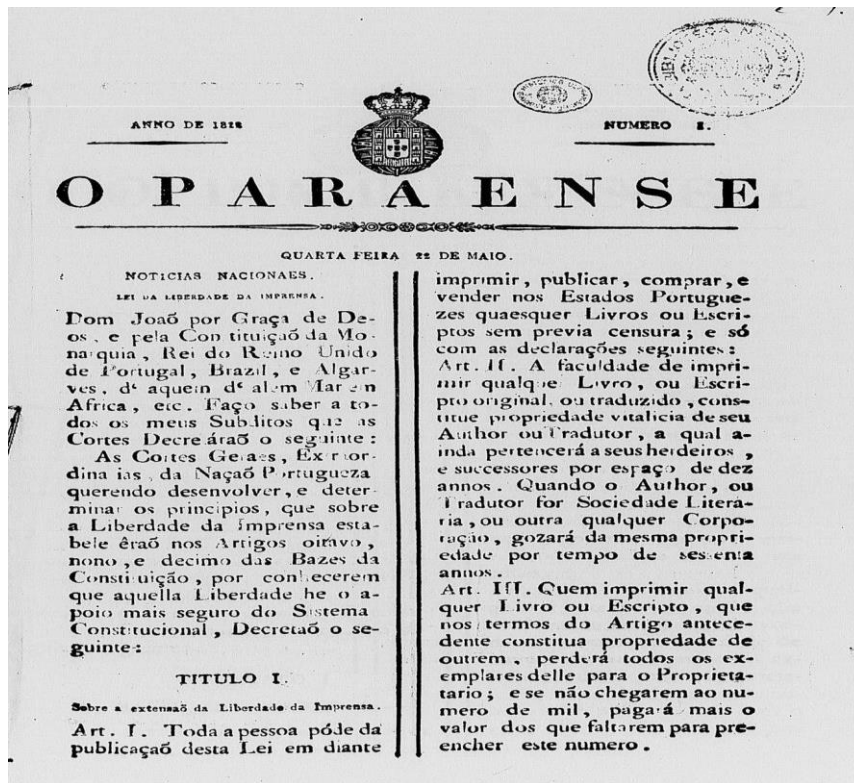 BIBLIOTECA NACIONAL
ANNO DE 1822
NUMERO I.
O PARAENSE
QUARTA FEIRA 22 DE MAIO.
NOTICIAS NACIONAES.
LEI DA LIBERDADE DA IMPRENSA.
Dom Joaõ por Graça de De-
os, e pela Con tituiçaõ da Mo-
narquia, Rei do Reino Unido
de Portugal, Brazil, e Algar-
ves, d' aquem d' alem Mar em
Africa, etc. Faço saber a to-
dos os meus Subditos que as
Cortes Decretáraõ o seguinte:
As Cortes Geraes, Extraor-
dina ias, da Naçaõ Portugueza
querendo desenvolver, e deter-
minar os principios, que sobre
a Liberdade da Imprensa esta-
bele êraõ nos Artigos oitavo,
nono, e decimo das Bazes da
Constituição, por conhecerem
que aquella Liberdade he o a-
poio mais seguro do Sistema
Constitucional, Decretaõ o se-
guinte:
TITULO I.
Sobre a extensaõ da Liberdade da Imprensa.
Art. I. Toda a pessoa póde da
publicaçaõ desta Lei em diante
imprimir, publicar, comprar, e
vender nos Estados Portugue-
zes quaesquer Livros ou Escri-
ptos sem previa censura; e só
com as declarações seguintes:
Art. II. A faculdade de impri-
mir qualquer Livro, ou Escri-
pto original, ou traduzido, cons-
titue propriedade vitalicia de seu
Author ou Tradutor, a qual a-
inda pertencerá a seus herdeiros,
e successores por espaço de dez
annos. Quando o Author, ou
Tradutor for Sociedade Litera-
ria, ou outra qualquer Corpo-
ração, gozará da mesma propri-
edade por tempo de sessenta
annos.
Art. III. Quem imprimir qual-
quer Livro ou Escripto, que
nos termos do Artigo antece-
dente constitua propriedade de
outrem, perderá todos os ex-
emplares delle para o Proprieta-
tario; e se não chegarem ao nu-
mero de mil, pagará mais o
valor dos que faltarem para pre-
encher este numero.